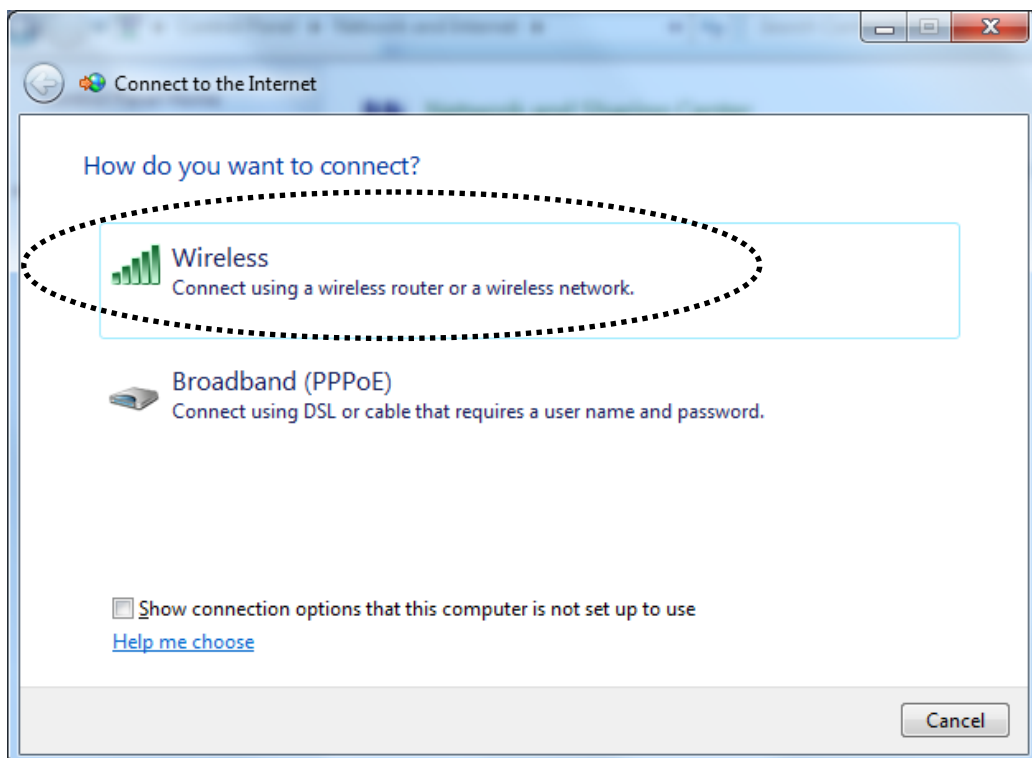 Connect to the Internet
How do you want to connect?
Wireless
Connect using a wireless router or a wireless network.
Broadband (PPPoE)
Connect using DSL or cable that requires a user name and password.
Show connection options that this computer is not set up to use
Help me choose
Cancel